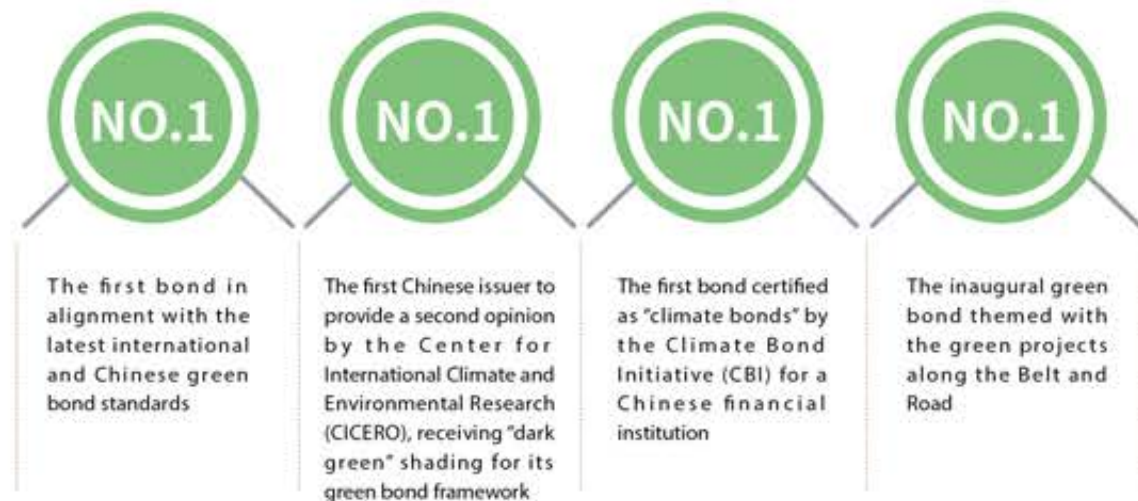 NO.1
The first bond in
alignment with the
latest international
and Chinese green
bond standards
NO.1
The first Chinese issuer to
provide a second opinion
by the Center for
International Climate and
Environmental Research
(CICERO), receiving "dark
green" shading for its
green bond framework
NO.1
The first bond certified
as "climate bonds" by
the Climate Bond
Initiative (CBI) for a
Chinese financial
institution
NO.1
The inaugural green
bond themed with
the green projects
along the Belt and
Road